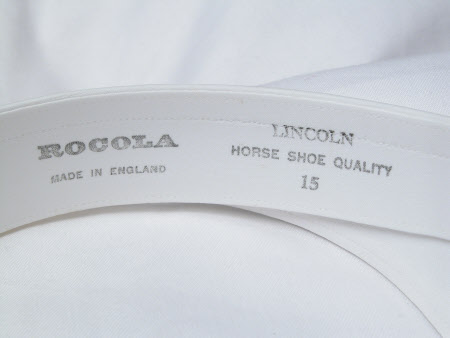 ROCOLA
MADE IN ENGLAND
LINCOLN
HORSE SHOE QUALITY
15